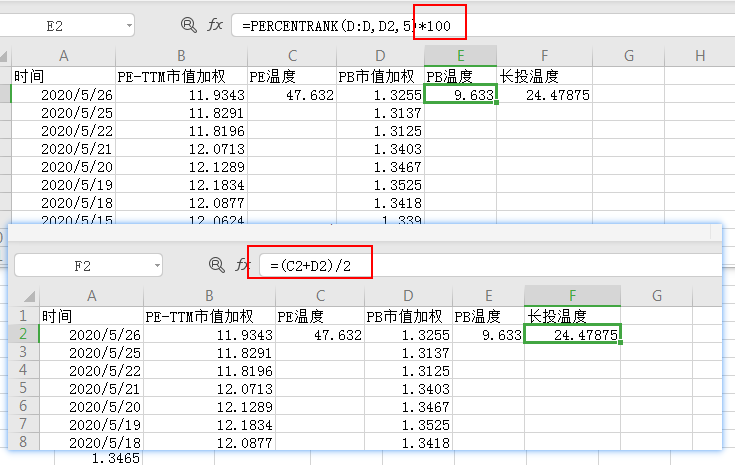 E2 fx =PERCENTRANK(D:D,D2,5)*100
A B C D E F G H
时间 PE-TTM市值加权 PE温度 PB市值加权 PB温度 长投温度
2020/5/26 11.9343 47.632 1.3255 9.633 24.47875
2020/5/25 11.8291 1.3137
2020/5/22 11.8196 1.3125
2020/5/21 12.0713 1.3403
2020/5/20 12.1289 1.3467
2020/5/19 12.1834 1.3525
2020/5/18 12.0877 1.3418
2020/5/15 12.0624 1.339
F2 fx =(C2+D2)/2
A B C D E F G
1 时间 PE-TTM市值加权 PE温度 PB市值加权 PB温度 长投温度
2 2020/5/26 11.9343 47.632 1.3255 9.633 24.47875
3 2020/5/25 11.8291 1.3137
4 2020/5/22 11.8196 1.3125
5 2020/5/21 12.0713 1.3403
6 2020/5/20 12.1289 1.3467
7 2020/5/19 12.1834 1.3525
8 2020/5/18 12.0877 1.3418
1.3465